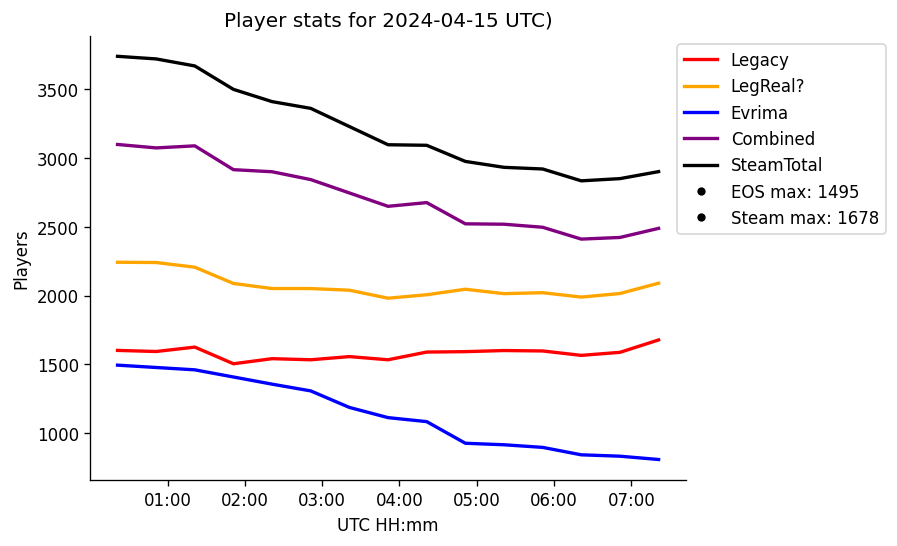 Player stats for 2024-04-15 UTC)
Legacy
LegReal?
Evrima
Combined
SteamTotal
EOS max: 1495
Steam max: 1678
3500
3000
2500
2000
1500
1000
Players
01:00 02:00 03:00 04:00 05:00 06:00 07:00
UTC HH:mm